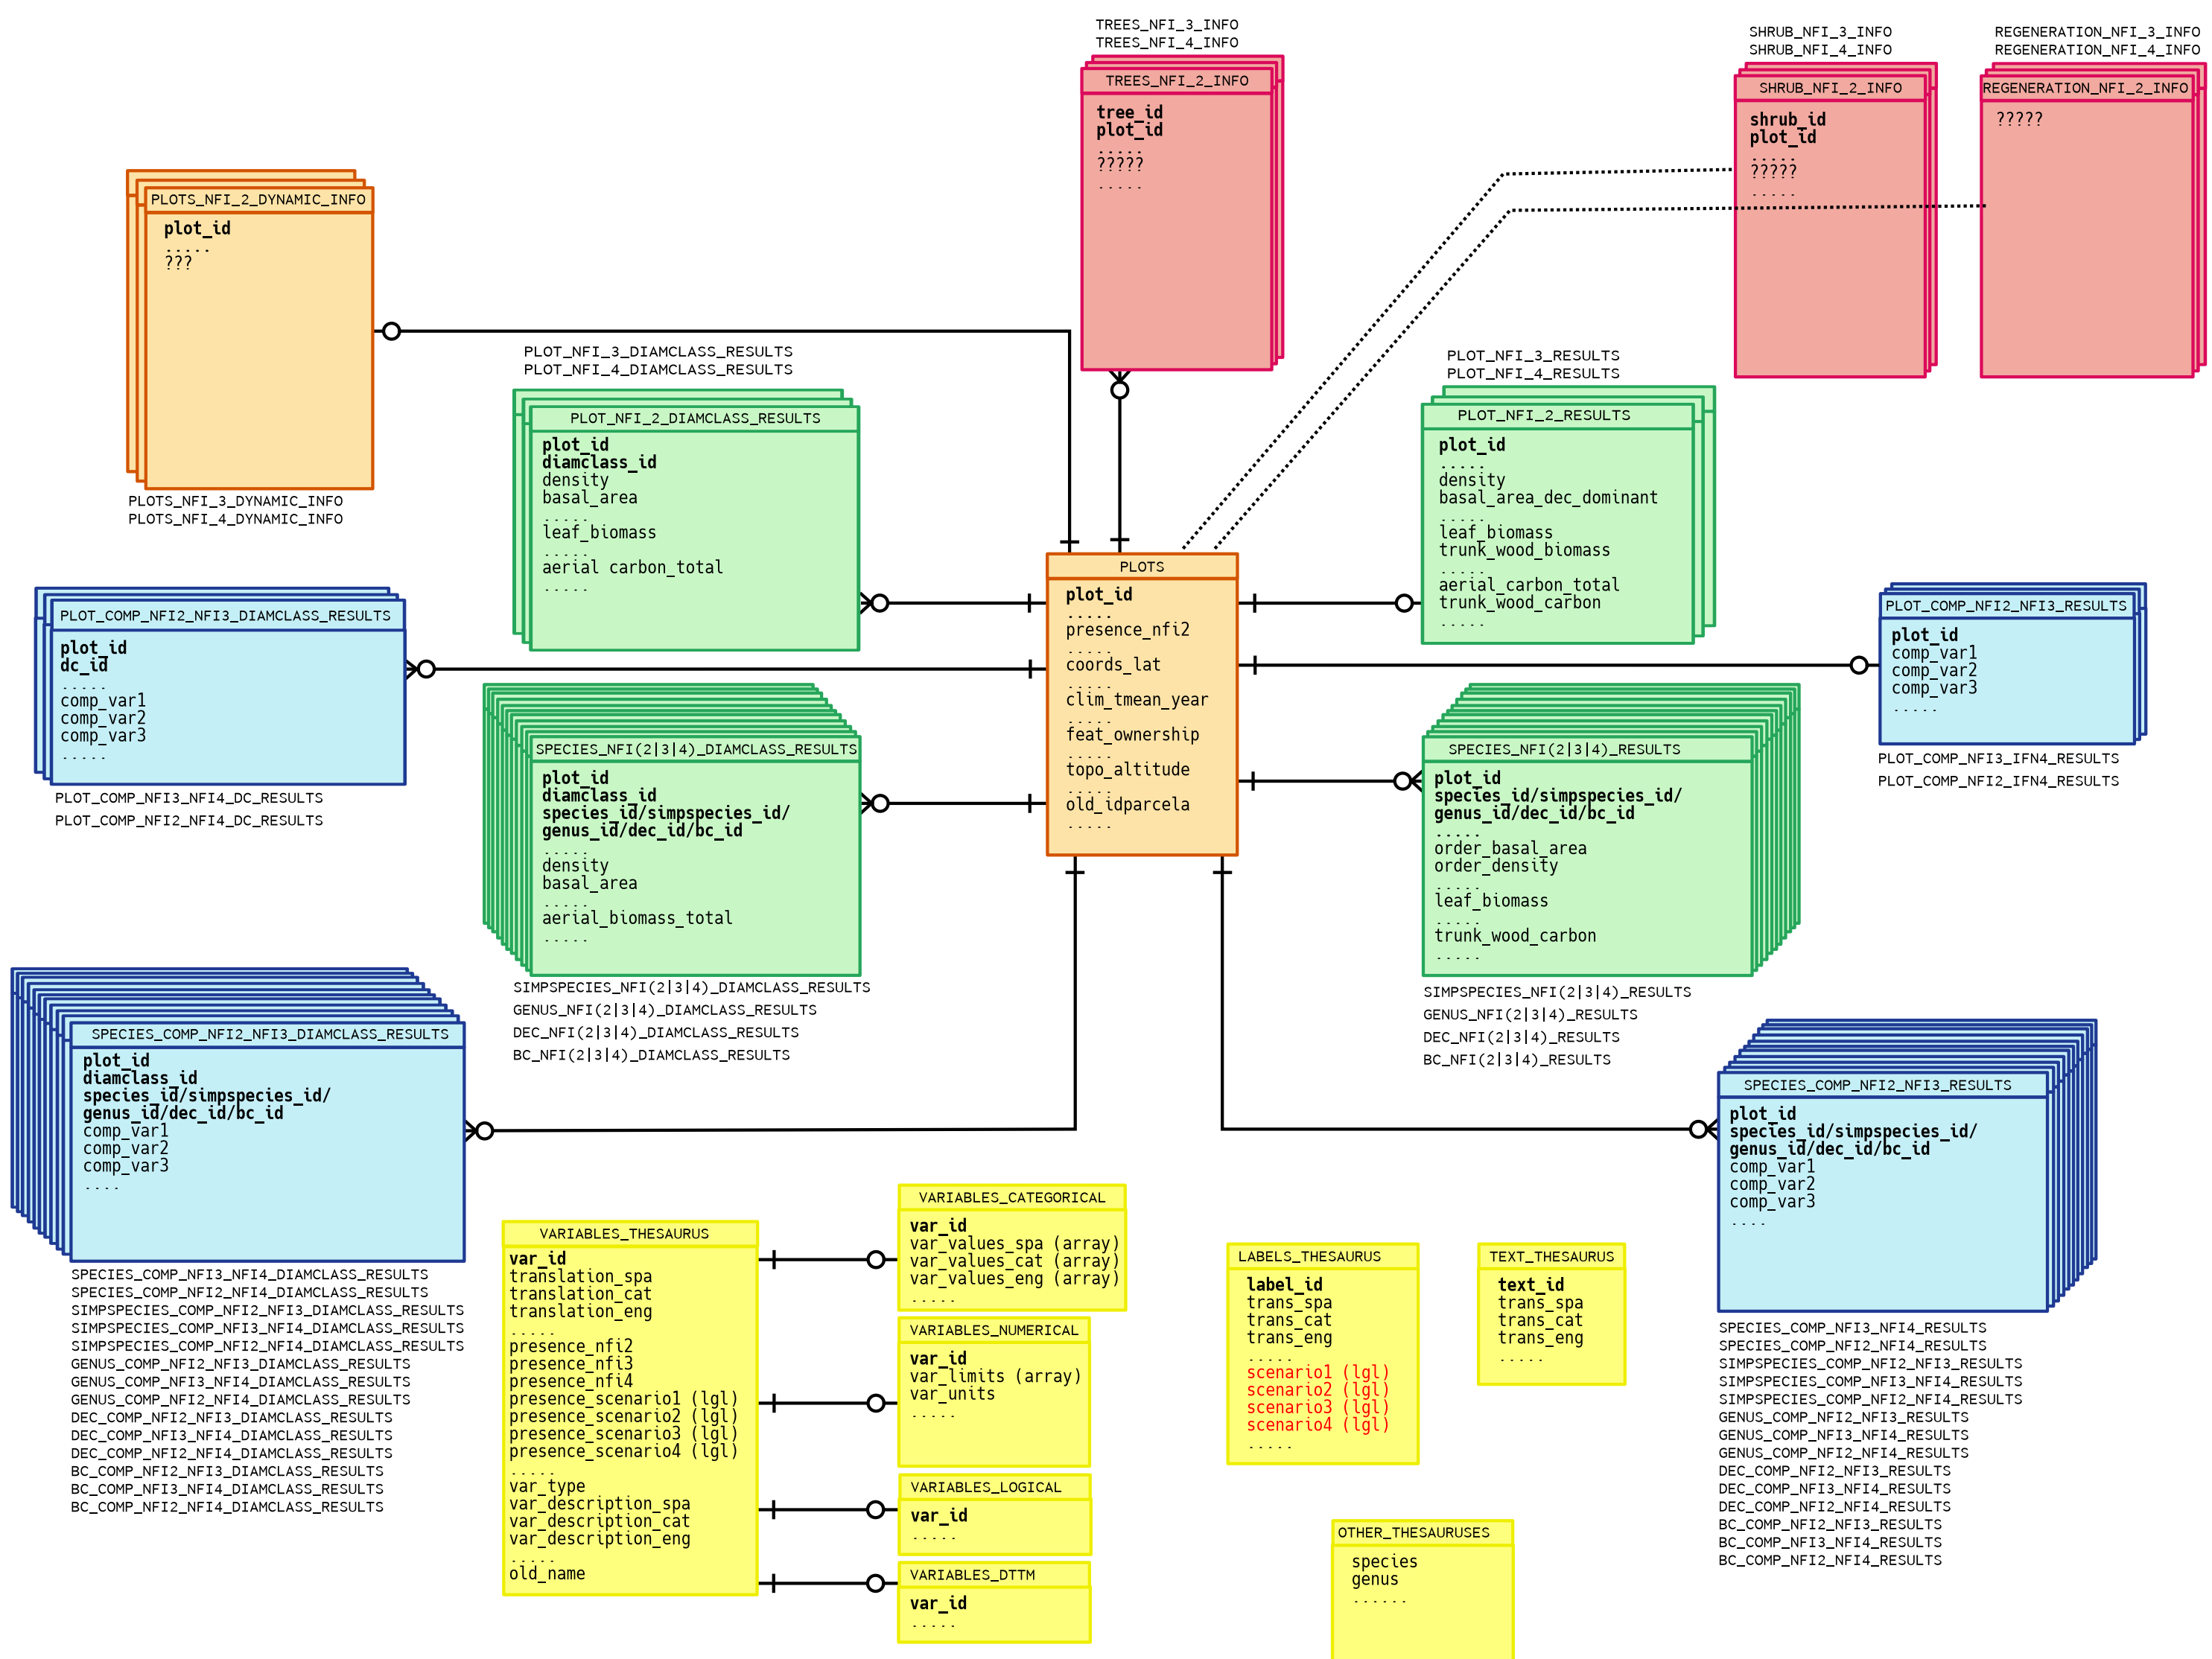 TREES_NFI_3_INFO
TREES_NFI_4_INFO
TREES_NFI_2_INFO
tree_id
plot_id
.....
?????
.....
SHRUB_NFI_3_INFO
SHRUB_NFI_4_INFO
SHRUB_NFI_2_INFO
shrub_id
plot_id
.....
?????
.....
REGENERATION_NFI_3_INFO
REGENERATION_NFI_4_INFO
REGENERATION_NFI_2_INFO
?????
PLOTS_NFI_2_DYNAMIC_INFO
plot_id
.....
???
PLOTS_NFI_3_DYNAMIC_INFO
PLOTS_NFI_4_DYNAMIC_INFO
PLOT_NFI_3_DIAMCLASS_RESULTS
PLOT_NFI_4_DIAMCLASS_RESULTS
PLOT_NFI_2_DIAMCLASS_RESULTS
plot_id
diamclass_id
density
basal_area
.....
leaf_biomass
.....
aerial carbon_total
.....
PLOT_NFI_3_RESULTS
PLOT_NFI_4_RESULTS
PLOT_NFI_2_RESULTS
plot_id
.....
density
basal_area_dec_dominant
.....
leaf_biomass
trunk_wood_biomass
.....
aerial_carbon_total
trunk_wood_carbon
.....
PLOTS
plot_id
.....
presence_nfi2
.....
coords_lat
.....
clim_tmean_year
.....
feat_ownership
.....
topo_altitude
.....
old_idparcela
.....
PLOT_COMP_NFI2_NFI3_DIAMCLASS_RESULTS
plot_id
dc_id
.....
comp_var1
comp_var2
comp_var3
.....
PLOT_COMP_NFI3_NFI4_DC_RESULTS
PLOT_COMP_NFI2_NFI4_DC_RESULTS
PLOT_COMP_NFI2_NFI3_RESULTS
plot_id
comp_var1
comp_var2
comp_var3
.....
PLOT_COMP_NFI3_IFN4_RESULTS
PLOT_COMP_NFI2_IFN4_RESULTS
SPECIES_NFI(2|3|4)_DIAMCLASS_RESULTS
plot_id
diamclass_id
species_id/simpspecies_id/
genus_id/dec_id/bc_id
.....
density
basal_area
.....
aerial_biomass_total
.....
SIMPSPECIES_NFI(2|3|4)_DIAMCLASS_RESULTS
GENUS_NFI(2|3|4)_DIAMCLASS_RESULTS
DEC_NFI(2|3|4)_DIAMCLASS_RESULTS
BC_NFI(2|3|4)_DIAMCLASS_RESULTS
SPECIES_NFI(2|3|4)_RESULTS
plot_id
species_id/simpspecies_id/
genus_id/dec_id/bc_id
.....
order_basal_area
order_density
.....
leaf_biomass
.....
trunk_wood_carbon
.....
SIMPSPECIES_NFI(2|3|4)_RESULTS
GENUS_NFI(2|3|4)_RESULTS
DEC_NFI(2|3|4)_RESULTS
BC_NFI(2|3|4)_RESULTS
SPECIES_COMP_NFI2_NFI3_DIAMCLASS_RESULTS
plot_id
diamclass_id
species_id/simpspecies_id/
genus_id/dec_id/bc_id
comp_var1
comp_var2
comp_var3
....
SPECIES_COMP_NFI3_NFI4_DIAMCLASS_RESULTS
SPECIES_COMP_NFI2_NFI4_DIAMCLASS_RESULTS
SIMPSPECIES_COMP_NFI2_NFI3_DIAMCLASS_RESULTS
SIMPSPECIES_COMP_NFI3_NFI4_DIAMCLASS_RESULTS
SIMPSPECIES_COMP_NFI2_NFI4_DIAMCLASS_RESULTS
GENUS_COMP_NFI2_NFI3_DIAMCLASS_RESULTS
GENUS_COMP_NFI3_NFI4_DIAMCLASS_RESULTS
GENUS_COMP_NFI2_NFI4_DIAMCLASS_RESULTS
DEC_COMP_NFI2_NFI3_DIAMCLASS_RESULTS
DEC_COMP_NFI3_NFI4_DIAMCLASS_RESULTS
DEC_COMP_NFI2_NFI4_DIAMCLASS_RESULTS
BC_COMP_NFI2_NFI3_DIAMCLASS_RESULTS
BC_COMP_NFI3_NFI4_DIAMCLASS_RESULTS
BC_COMP_NFI2_NFI4_DIAMCLASS_RESULTS
SPECIES_COMP_NFI2_NFI3_RESULTS
plot_id
species_id/simpspecies_id/
genus_id/dec_id/bc_id
comp_var1
comp_var2
comp_var3
....
SPECIES_COMP_NFI3_NFI4_RESULTS
SPECIES_COMP_NFI2_NFI4_RESULTS
SIMPSPECIES_COMP_NFI2_NFI3_RESULTS
SIMPSPECIES_COMP_NFI3_NFI4_RESULTS
SIMPSPECIES_COMP_NFI2_NFI4_RESULTS
GENUS_COMP_NFI2_NFI3_RESULTS
GENUS_COMP_NFI3_NFI4_RESULTS
GENUS_COMP_NFI2_NFI4_RESULTS
DEC_COMP_NFI2_NFI3_RESULTS
DEC_COMP_NFI3_NFI4_RESULTS
DEC_COMP_NFI2_NFI4_RESULTS
BC_COMP_NFI2_NFI3_RESULTS
BC_COMP_NFI3_NFI4_RESULTS
BC_COMP_NFI2_NFI4_RESULTS
VARIABLES_THESAURUS
var_id
translation_spa
translation_cat
translation_eng
.....
presence_nfi2
presence_nfi3
presence_nfi4
presence_scenario1 (lgl)
presence_scenario2 (lgl)
presence_scenario3 (lgl)
presence_scenario4 (lgl)
.....
var_type
var_description_spa
var_description_cat
var_description_eng
.....
old_name
VARIABLES_CATEGORICAL
var_id
var_values_spa (array)
var_values_cat (array)
var_values_eng (array)
.....
VARIABLES_NUMERICAL
var_id
var_limits (array)
var_units
.....
VARIABLES_LOGICAL
var_id
.....
VARIABLES_DTTM
var_id
.....
LABELS_THESAURUS
label_id
trans_spa
trans_cat
trans_eng
.....
scenario1 (lgl)
scenario2 (lgl)
scenario3 (lgl)
scenario4 (lgl)
.....
TEXT_THESAURUS
text_id
trans_spa
trans_cat
trans_eng
.....
OTHER_THESAURUSES
species
genus
......